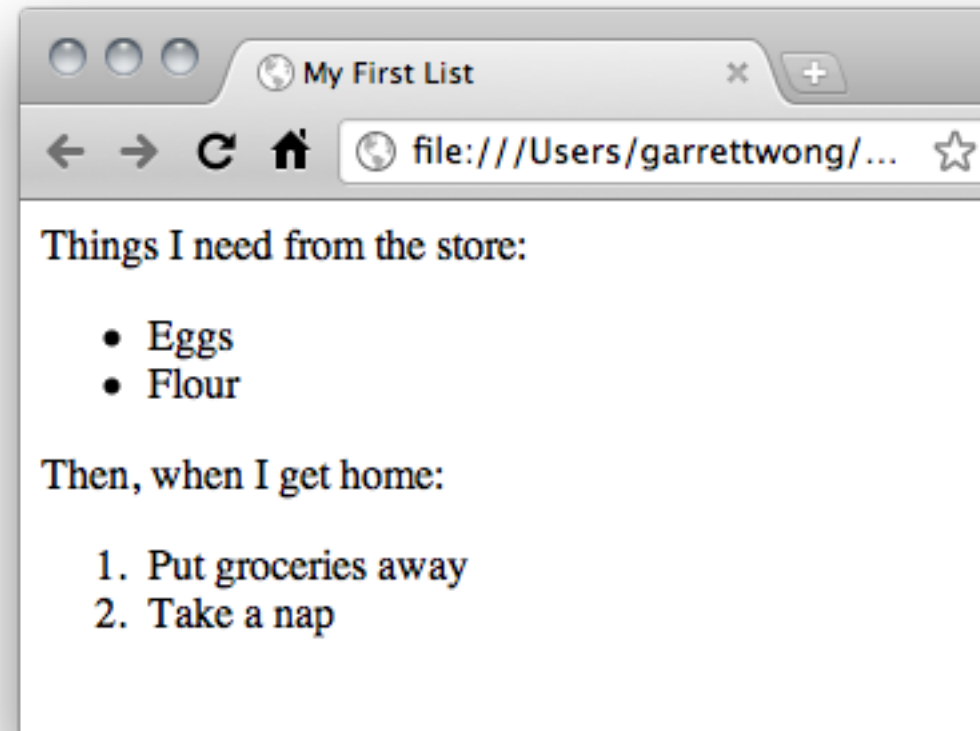 My First List
file:///Users/garrettwong/...
Things I need from the store:
• Eggs
• Flour
Then, when I get home:
1. Put groceries away
2. Take a nap